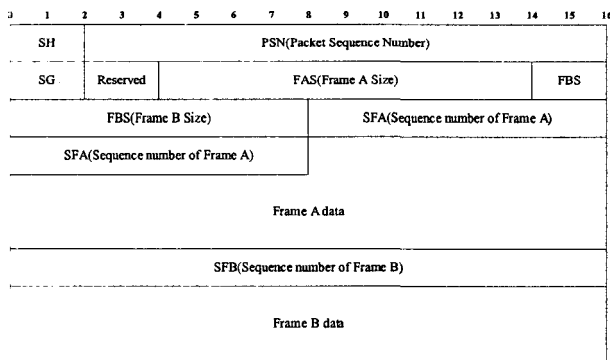 0 1 2 3 4 5 6 7 8 9 10 11 12 13 14 15 16
SH PSN(Packet Sequence Number)
SG Reserved FAS(Frame A Size) FBS
FBS(Frame B Size) SFA(Sequence number of Frame A)
SFA(Sequence number of Frame A)
Frame A data
SFB(Sequence number of Frame B)
Frame B data